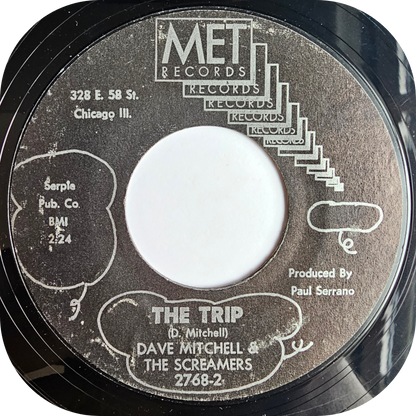 MET
RECORDS
RECORDS
RECORDS
RECORDS
RECORDS
RECORDS
328 E. 58 St.
Chicago Ill.
Serple
Pub. Co.
BMI
2:24
Produced By
Paul Serrano
THE TRIP
(D. Mitchell)
DAVE MITCHELL &
THE SCREAMERS
2768-2